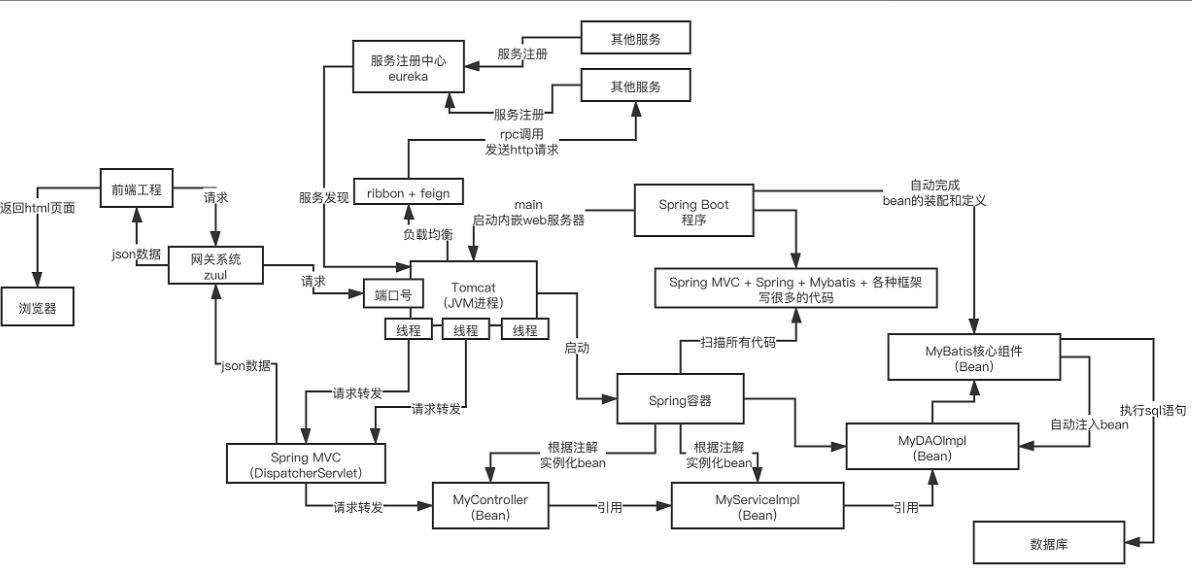 其他服务
服务注册
服务注册中心
eureka
其他服务
服务注册
rpc调用
发送http请求
前端工程
请求
服务发现
ribbon + feign
自动完成
bean的装配和定义
返回html页面
main
启动内嵌web服务器
Spring Boot
程序
负载均衡
json数据
网关系统
zuul
请求
端口号
Tomcat
(JVM进程)
Spring MVC + Spring + Mybatis + 各种框架
写很多的代码
浏览器
线程
线程
线程
启动
扫描所有代码
MyBatis核心组件
(Bean)
json数据
请求转发
请求转发
Spring容器
执行sql语句
自动注入bean
MyDAOImpl
(Bean)
Spring MVC
(DispatcherServlet)
根据注解
实例化bean
根据注解
实例化bean
请求转发
MyController
(Bean)
引用
MyServiceImpl
(Bean)
引用
数据库